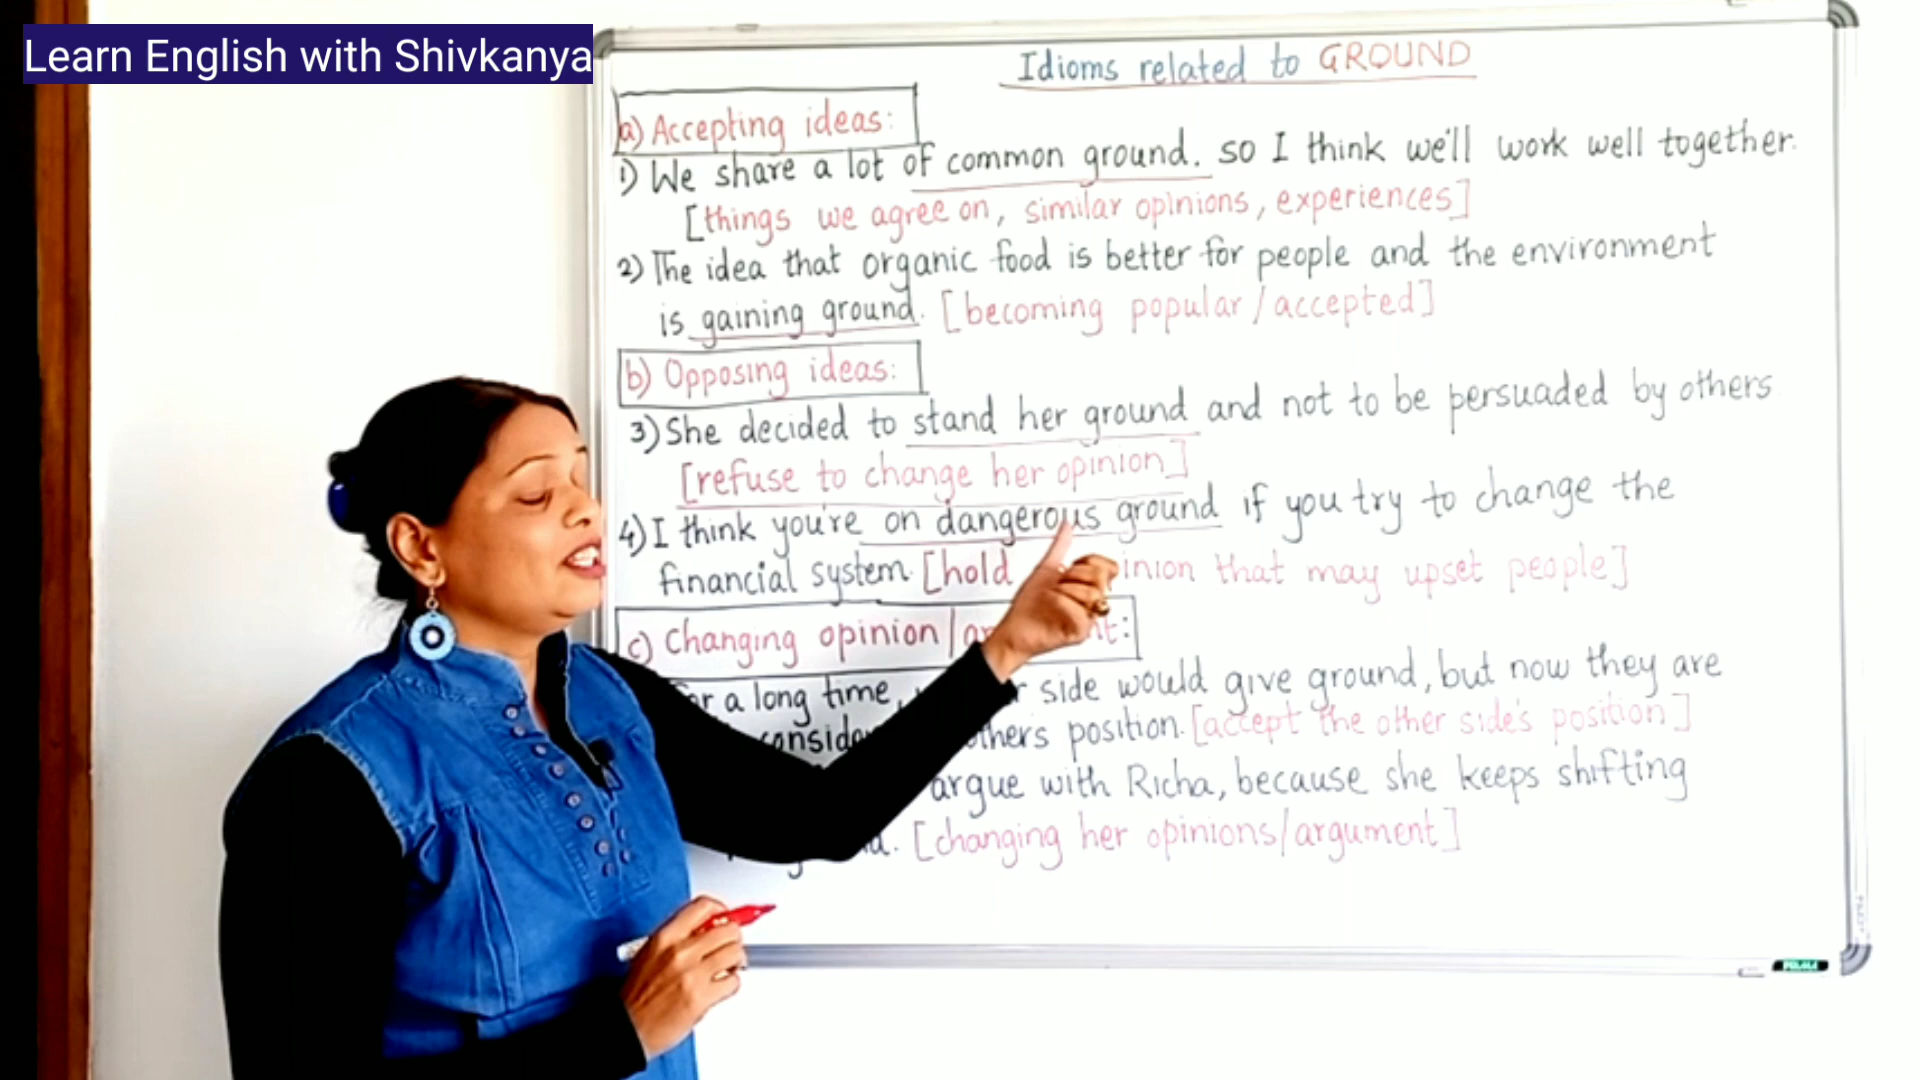 Learn English with Shivkanya
Idioms related to GROUND
a) Accepting ideas:
1) We share a lot of common ground. so I think we'll work well together.
[things we agree on, similar opinions, experiences]
2) The idea that organic food is better for people and the environment
is gaining ground. [becoming popular/accepted]
b) Opposing ideas:
3) She decided to stand her ground and not to be persuaded by others
[refuse to change her opinion]
4) I think you're on dangerous ground if you try to change the
financial system. [hold inion that may upset people]
c) Changing opinion/
a long time, side would give ground, but now they are
position. [accept the other side's position]
argue with Richa, because she keeps shifting
[changing her opinions/argument]